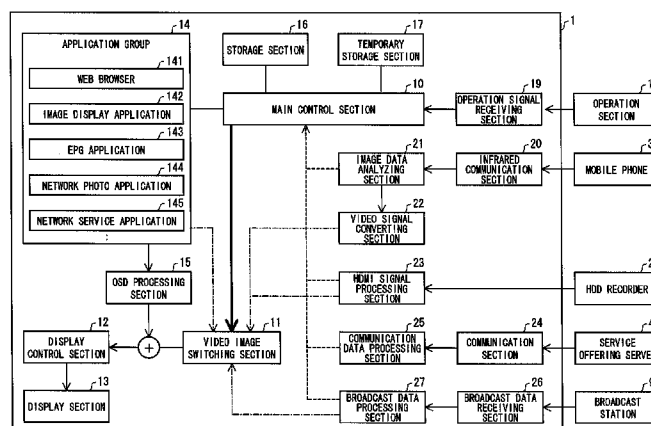 14
APPLICATION GROUP
141
WEB BROWSER
142
IMAGE DISPLAY APPLICATION
143
EPG APPLICATION
144
NETWORK PHOTO APPLICATION
145
NETWORK SERVICE APPLICATION
16
STORAGE SECTION
17
TEMPORARY
STORAGE SECTION
1
10
MAIN CONTROL SECTION
19
OPERATION SIGNAL
RECEIVING
SECTION
OPERATION
SECTION
21
IMAGE DATA
ANALYZING
SECTION
20
INFRARED
COMMUNICATION
SECTION
3
MOBILE PHONE
22
VIDEO SIGNAL
CONVERTING
SECTION
15
OSD PROCESSING
SECTION
23
HDMI SIGNAL
PROCESSING
SECTION
2
HDD RECORDER
12
DISPLAY
CONTROL SECTION
+
11
VIDEO IMAGE
SWITCHING SECTION
25
COMMUNICATION
DATA PROCESSING
SECTION
24
COMMUNICATION
SECTION
4
SERVICE
OFFERING SERVER
13
DISPLAY SECTION
27
BROADCAST DATA
PROCESSING
SECTION
26
BROADCAST DATA
RECEIVING
SECTION
9
BROADCAST
STATION